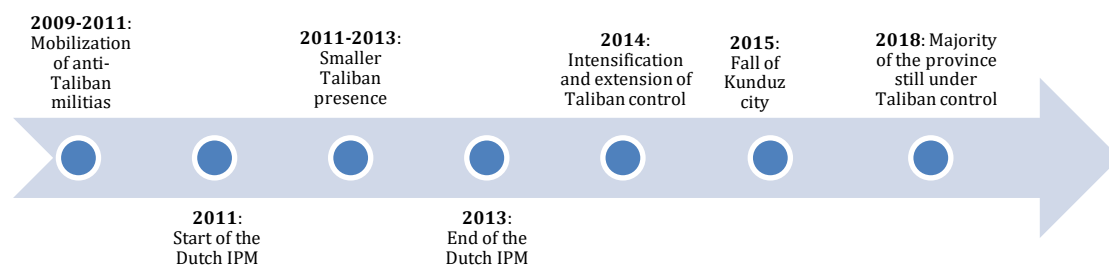 2009-2011:
Mobilization
of anti-
Taliban
militias
2011:
Start of the
Dutch IPM
2011-2013:
Smaller
Taliban
presence
2013:
End of the
Dutch IPM
2014:
Intensification
and extension of
Taliban control
2015:
Fall of
Kunduz
city
2018: Majority
of the province
still under
Taliban control